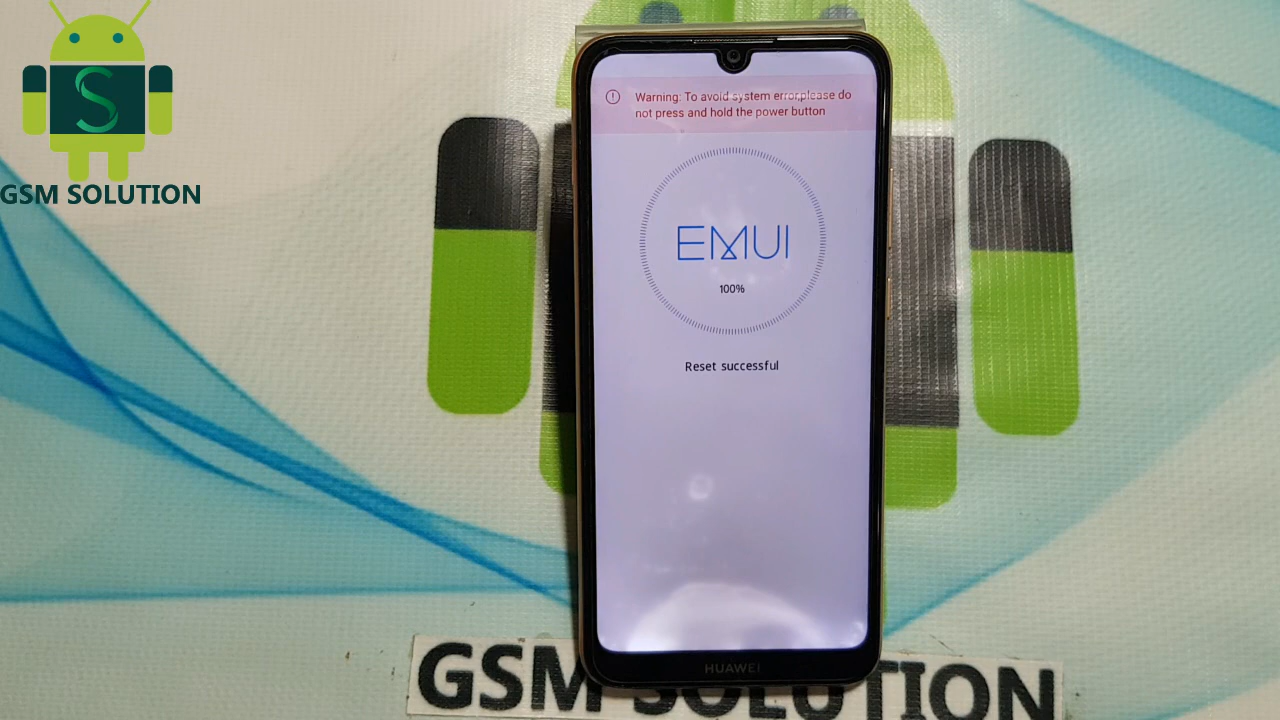 S
GSM SOLUTION
Warning: To avoid system error,please do
not press and hold the power button
EMUI
100%
Reset successful
HUAWEI
GSM SOLUTION